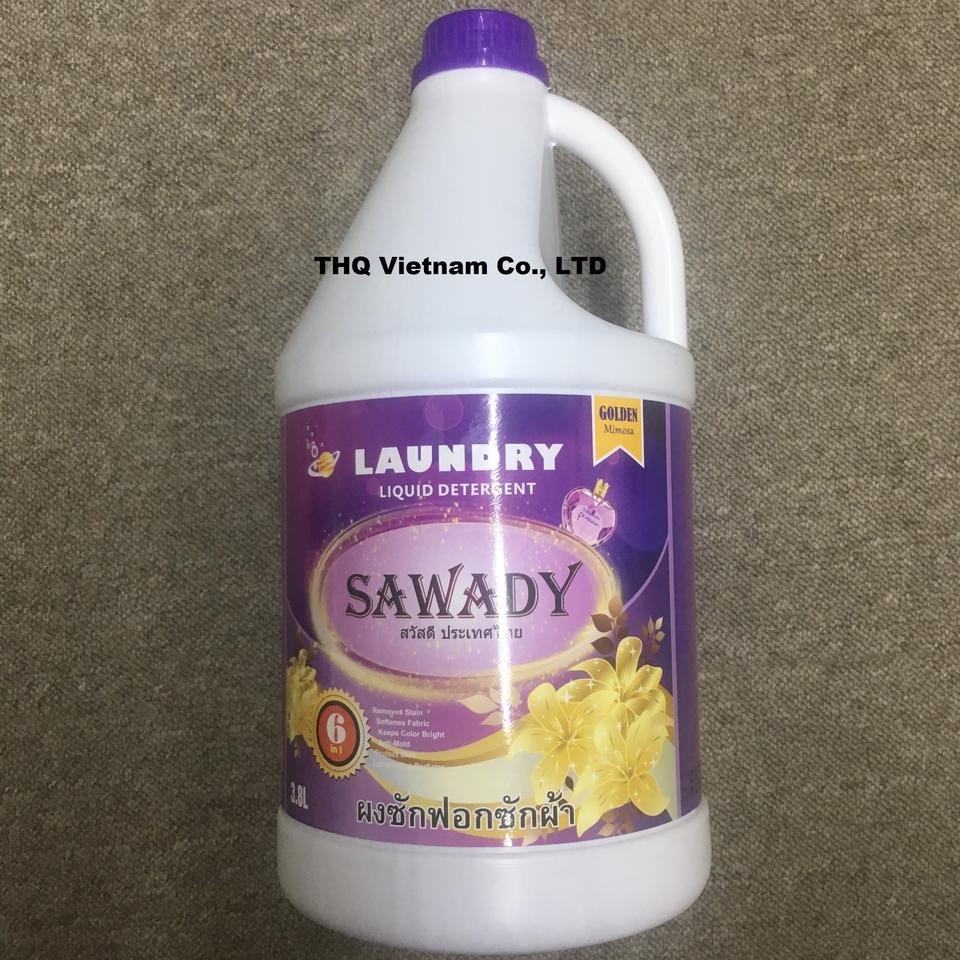 THQ Vietnam Co., LTD
GOLDEN
Mimosa
LAUNDRY
LIQUID DETERGENT
SAWADY
สวัสดี ประเทศไทย
6
in 1
Removes Stain
Softenes Fabric
Keeps Color Bright
Anti-Mold
3.8L
ผงซักฟอกซักผ้า